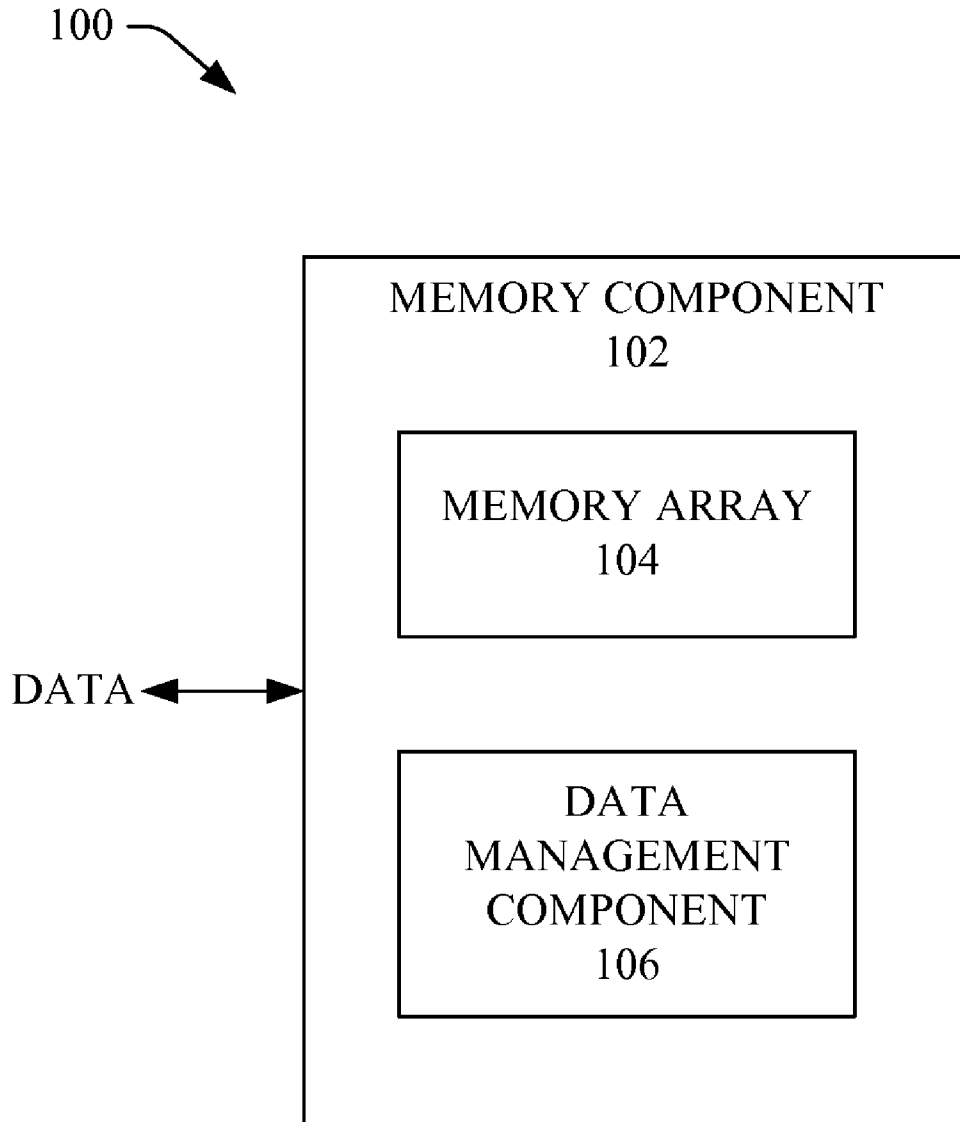 100
MEMORY COMPONENT
102
MEMORY ARRAY
104
DATA
DATA
MANAGEMENT
COMPONENT
106